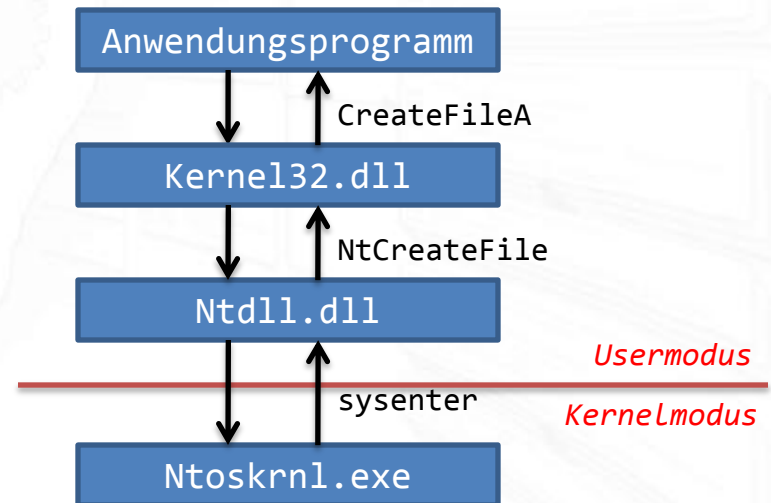 Anwendungsprogramm
CreateFileA
Kernel32.dll
NtCreateFile
Ntdll.dll
Usermodus
sysenter
Kernelmodus
Ntoskrnl.exe